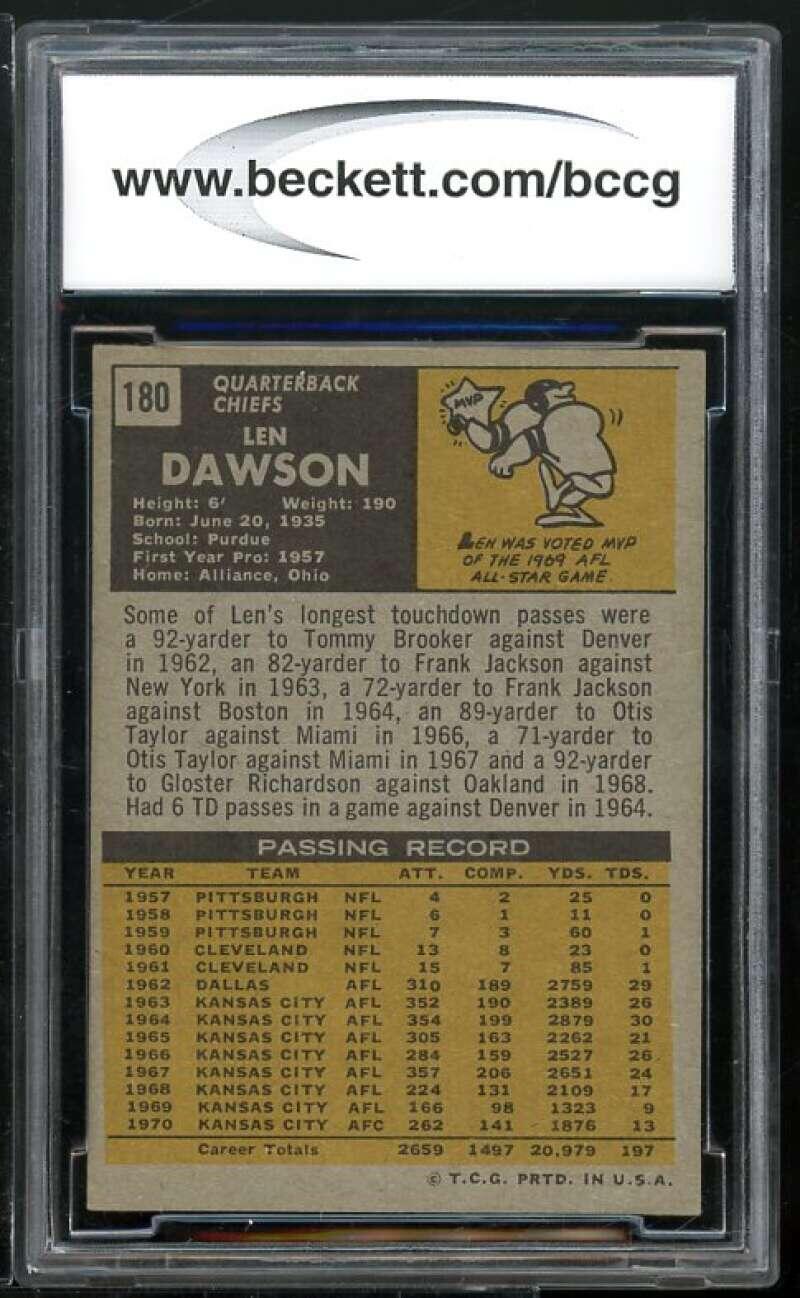 www.beckett.com/bccg
180
QUARTERBACK
CHIEFS
LEN
DAWSON
Height: 6' Weight: 190
Born: June 20, 1935
School: Purdue
First Year Pro: 1957
Home: Alliance, Ohio
MVP
LEN WAS VOTED MVP
OF THE 1969 AFL
ALL-STAR GAME.
Some of Len's longest touchdown passes were
a 92-yarder to Tommy Brooker against Denver
in 1962, an 82-yarder to Frank Jackson against
New York in 1963, a 72-yarder to Frank Jackson
against Boston in 1964, an 89-yarder to Otis
Taylor against Miami in 1966, a 71-yarder to
Otis Taylor against Miami in 1967 and a 92-yarder
to Gloster Richardson against Oakland in 1968.
Had 6 TD passes in a game against Denver in 1964.
PASSING RECORD
YEAR TEAM ATT. COMP. YDS. TDS.
1957 PITTSBURGH NFL 4 2 25 0
1958 PITTSBURGH NFL 6 1 11 0
1959 PITTSBURGH NFL 7 3 60 1
1960 CLEVELAND NFL 13 8 23 0
1961 CLEVELAND NFL 15 7 85 1
1962 DALLAS AFL 310 189 2759 29
1963 KANSAS CITY AFL 352 190 2389 26
1964 KANSAS CITY AFL 354 199 2879 30
1965 KANSAS CITY AFL 305 163 2262 21
1966 KANSAS CITY AFL 284 159 2527 26
1967 KANSAS CITY AFL 357 206 2651 24
1968 KANSAS CITY AFL 224 131 2109 17
1969 KANSAS CITY AFL 166 98 1323 9
1970 KANSAS CITY AFC 262 141 1876 13
Career Totals 2659 1497 20,979 197
© T.C.G. PRTD. IN U.S.A.